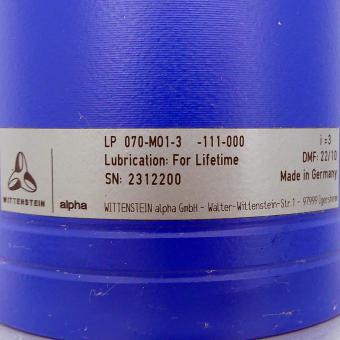 LP 070-M01-3 -111-000 i=3
Lubrication: For Lifetime DMF: 22/10
SN: 2312200 Made in Germany
WITTENSTEIN alpha WITTENSTEIN alpha GmbH - Walter-Wittenstein-Str.1 - 97999 Igersheim